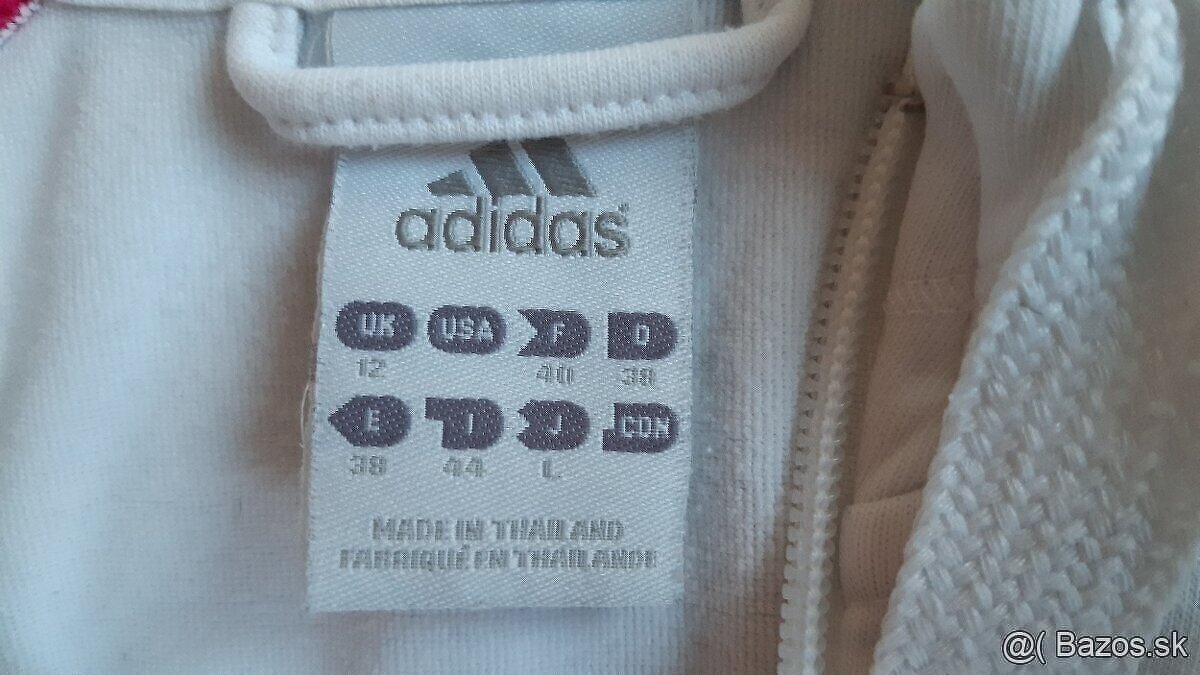 adidas
UK USA F D
12 40 38
E I J CDN
38 44 L
MADE IN THAILAND
FABRIQUÉ EN THAILANDE
@( Bazos.sk